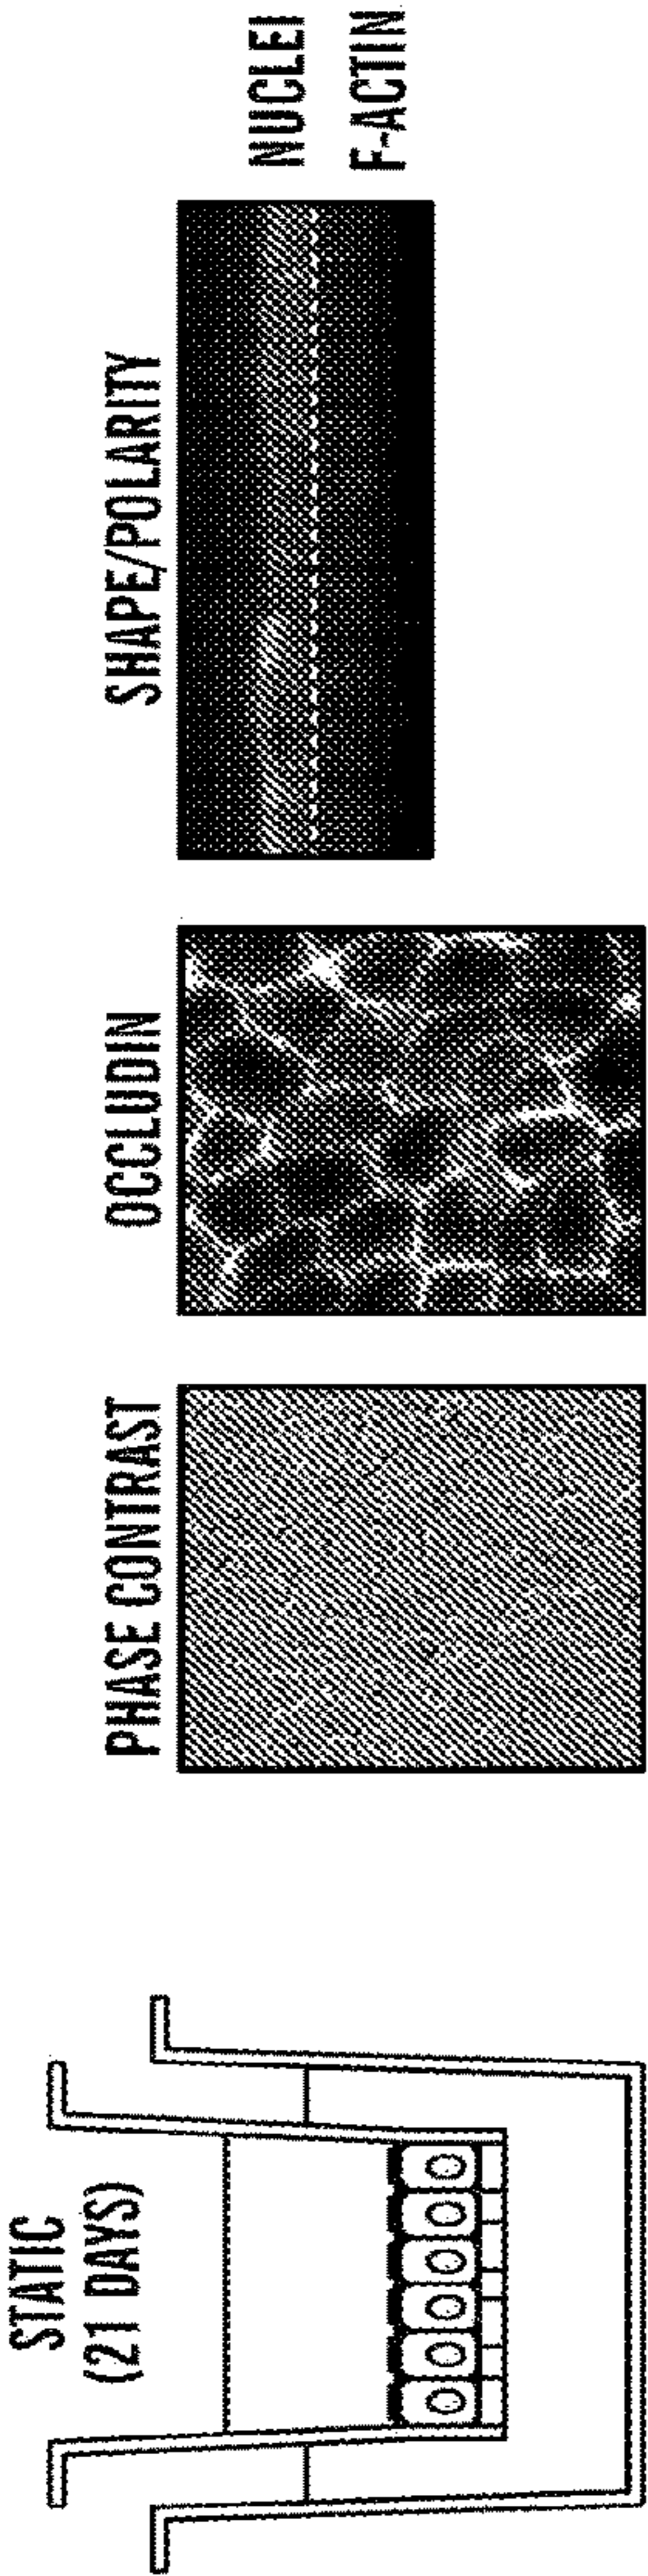 STATIC
(21 DAYS)
PHASE CONTRAST
OCCLUDIN
SHAPE/POLARITY
NUCLEI
F-ACTIN